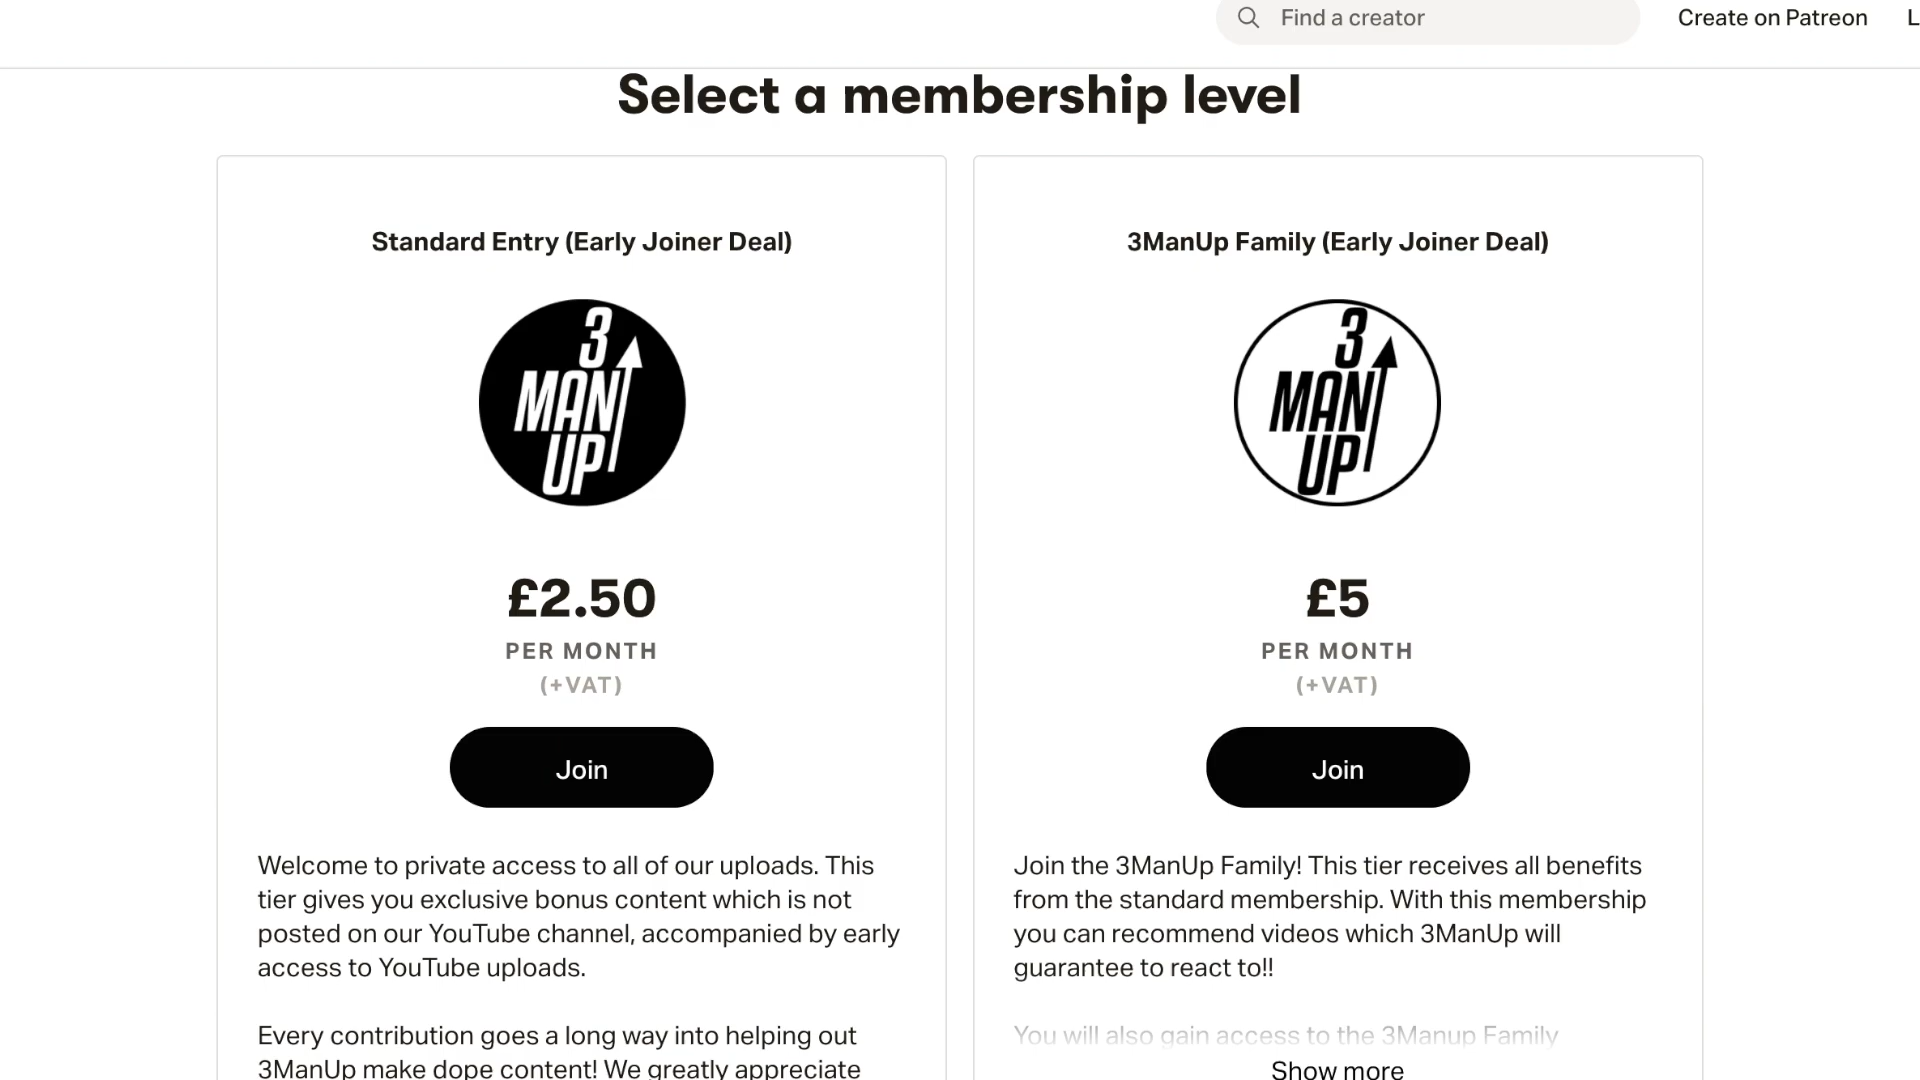 Find a creator
Create on Patreon
L
Select a membership level
Standard Entry (Early Joiner Deal)
3
MAN
UP
£2.50
PER MONTH
(+VAT)
Join
Welcome to private access to all of our uploads. This
tier gives you exclusive bonus content which is not
posted on our YouTube channel, accompanied by early
access to YouTube uploads.
Every contribution goes a long way into helping out
3ManUp make dope content! We greatly appreciate
3ManUp Family (Early Joiner Deal)
3
MAN
UP
£5
PER MONTH
(+VAT)
Join
Join the 3ManUp Family! This tier receives all benefits
from the standard membership. With this membership
you can recommend videos which 3ManUp will
guarantee to react to!!
You will also gain access to the 3Manup Family
Show more